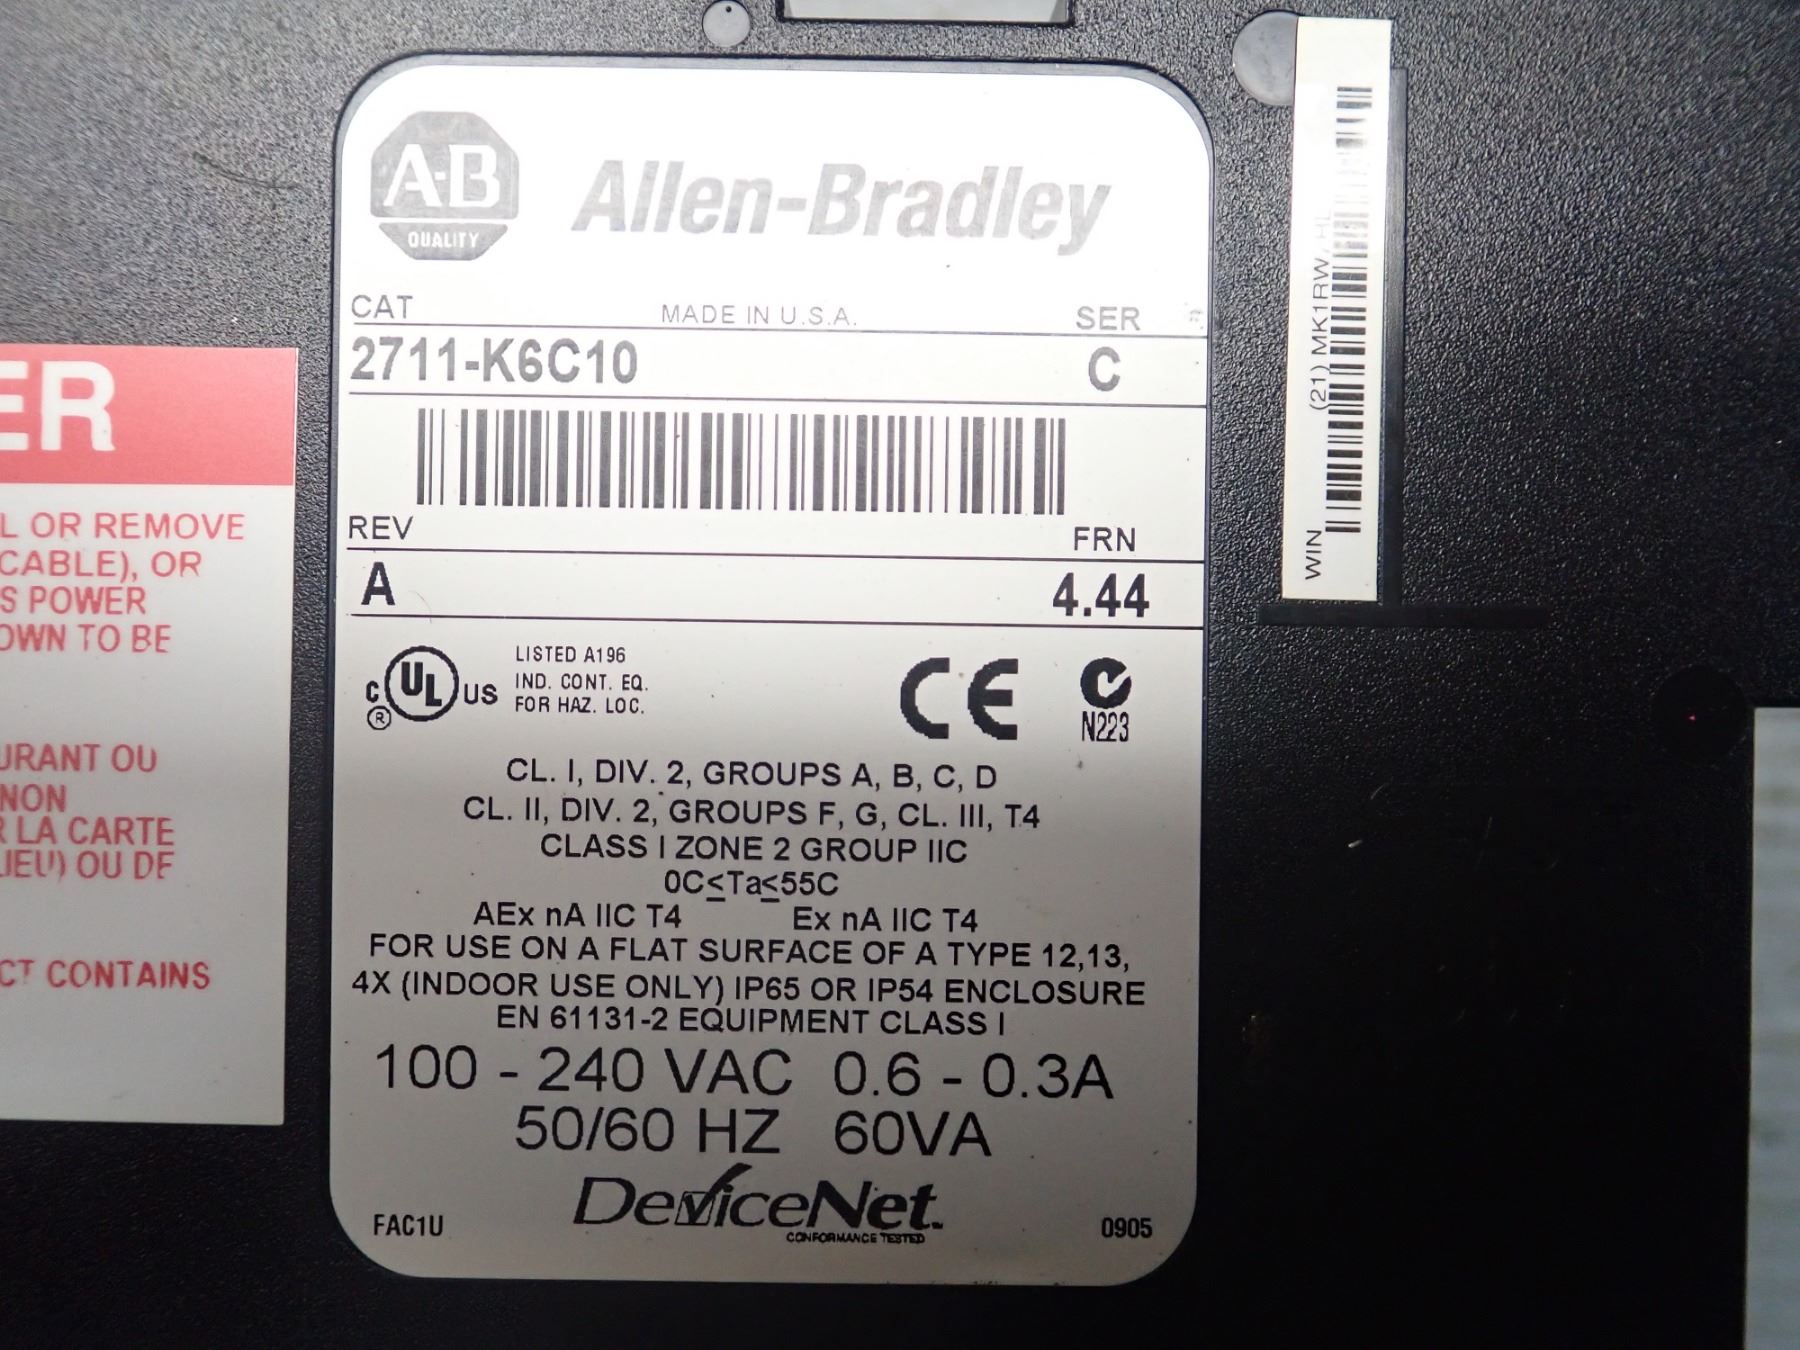 A-B
QUALITY
Allen-Bradley
CAT MADE IN U.S.A. SER
2711-K6C10 C
REV FRN
A 4.44
C UL US ®
LISTED A196
IND. CONT. EQ.
FOR HAZ. LOC.
CE
N223
CL. I, DIV. 2, GROUPS A, B, C, D
CL. II, DIV. 2, GROUPS F, G, CL. III, T4
CLASS I ZONE 2 GROUP IIC
0C≤Ta≤55C
AEx nA IIC T4 Ex nA IIC T4
FOR USE ON A FLAT SURFACE OF A TYPE 12,13,
4X (INDOOR USE ONLY) IP65 OR IP54 ENCLOSURE
EN 61131-2 EQUIPMENT CLASS I
100 - 240 VAC 0.6 - 0.3A
50/60 HZ 60VA
DeviceNet.
CONFORMANCE TESTED
FAC1U 0905
ER
L OR REMOVE
CABLE), OR
S POWER
OWN TO BE
URANT OU
NON
R LA CARTE
LIEU) OU DE
CT CONTAINS
WIN (21) MK1RW HL